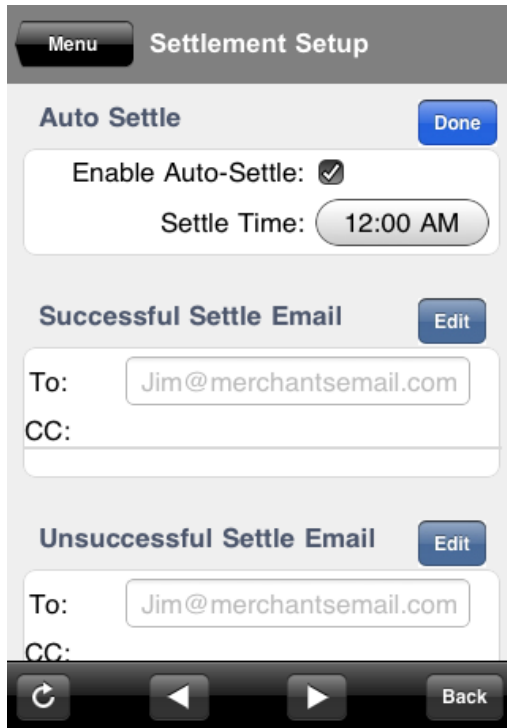 Menu Settlement Setup
Auto Settle Done
Enable Auto-Settle:
Settle Time: 12:00 AM
Successful Settle Email Edit
To: Jim@merchantsemail.com
CC:
Unsuccessful Settle Email Edit
To: Jim@merchantsemail.com
CC:
Back